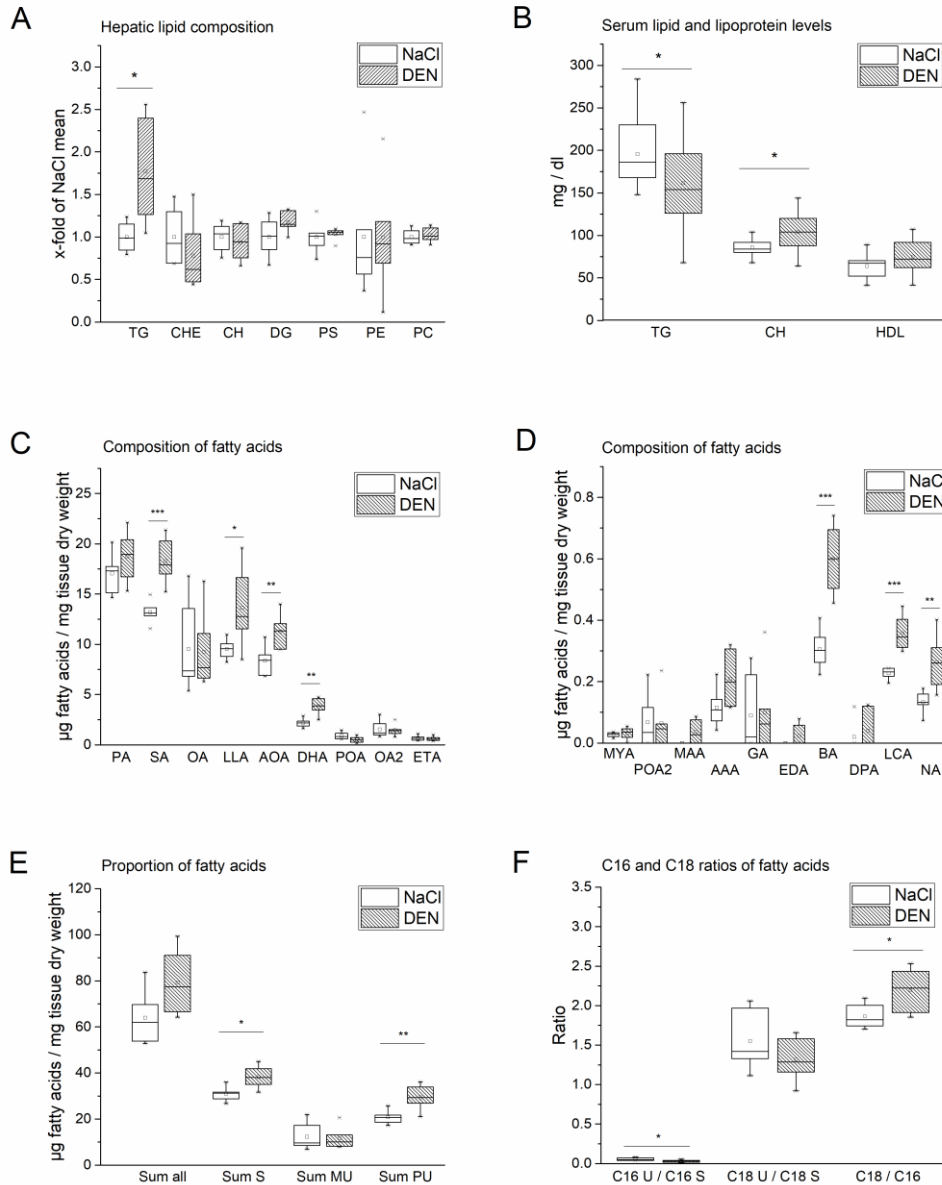 A
Hepatic lipid composition
NaCl
DEN
x-fold of NaCl mean
3.0
2.5
2.0
1.5
1.0
0.5
0.0
*
TG CHE CH DG PS PE PC
B
Serum lipid and lipoprotein levels
NaCl
DEN
mg / dl
300
250
200
150
100
50
0
*
*
TG CH HDL
C
Composition of fatty acids
NaCl
DEN
µg fatty acids / mg tissue dry weight
25
20
15
10
5
0
***
*
**
**
PA SA OA LLA AOA DHA POA OA2 ETA
D
Composition of fatty acids
NaCl
DEN
µg fatty acids / mg tissue dry weight
0.8
0.6
0.4
0.2
0.0
***
***
**
MYA MAA GA BA LCA
POA2 AAA EDA DPA NA
E
Proportion of fatty acids
NaCl
DEN
µg fatty acids / mg tissue dry weight
120
100
80
60
40
20
0
*
**
Sum all Sum S Sum MU Sum PU
F
C16 and C18 ratios of fatty acids
NaCl
DEN
Ratio
3.5
3.0
2.5
2.0
1.5
1.0
0.5
0.0
*
*
C16 U / C16 S C18 U / C18 S C18 / C16